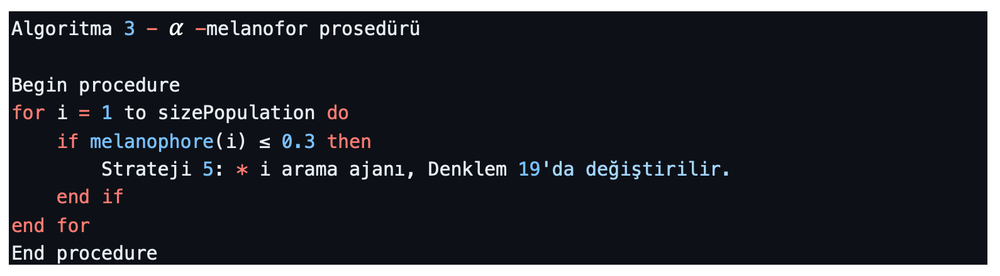 Algoritma 3 - α -melanofor prosedürü
Begin procedure
for i = 1 to sizePopulation do
if melanophore(i) ≤ 0.3 then
Strateji 5: * i arama ajanı, Denklem 19'da değiştirilir.
end if
end for
End procedure